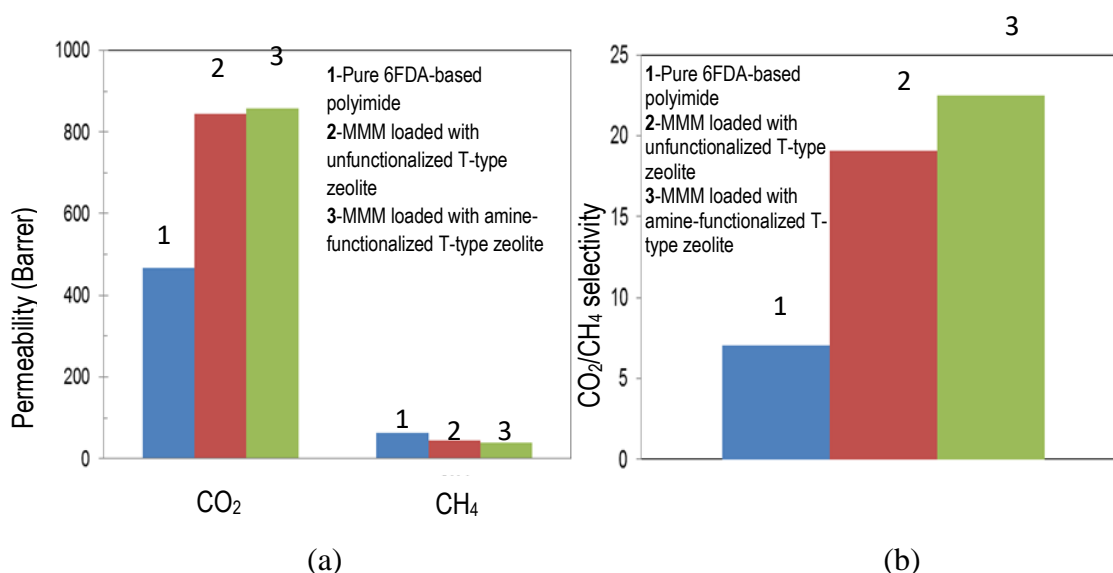 1000
800
600
400
200
0
Permeability (Barrer)
1
2
3
1
2
3
1-Pure 6FDA-based
polyimide
2-MMM loaded with
unfunctionalized T-type
zeolite
3-MMM loaded with amine-
functionalized T-type zeolite
CO₂
CH₄
(a)
25
20
15
10
5
0
CO₂/CH₄ selectivity
1-Pure 6FDA-based
polyimide
2-MMM loaded with
unfunctionalized T-type
zeolite
3-MMM loaded with
amine-functionalized T-
type zeolite
1
2
3
(b)